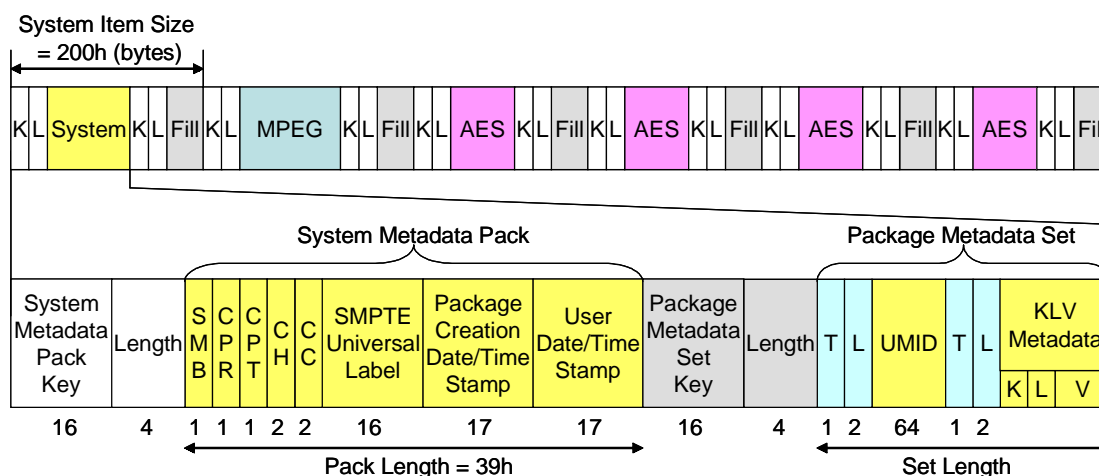 System Item Size
= 200h (bytes)
K L System K L Fill K L MPEG K L Fill K L AES K L Fill K L AES K L Fill K L AES K L Fill K L AES K L Fil
System Metadata Pack
Package Metadata Set
System
Metadata
Pack
Key
Length
S
M
B
C
P
R
C
P
T
C
H
C
C
SMPTE
Universal
Label
Package
Creation
Date/Time
Stamp
User
Date/Time
Stamp
Package
Metadata
Set
Key
Length
T L UMID T L
KLV
Metadata
K L V
16 4 1 1 1 2 2 16 17 17 16 4 1 2 64 1 2
Pack Length = 39h
Set Length